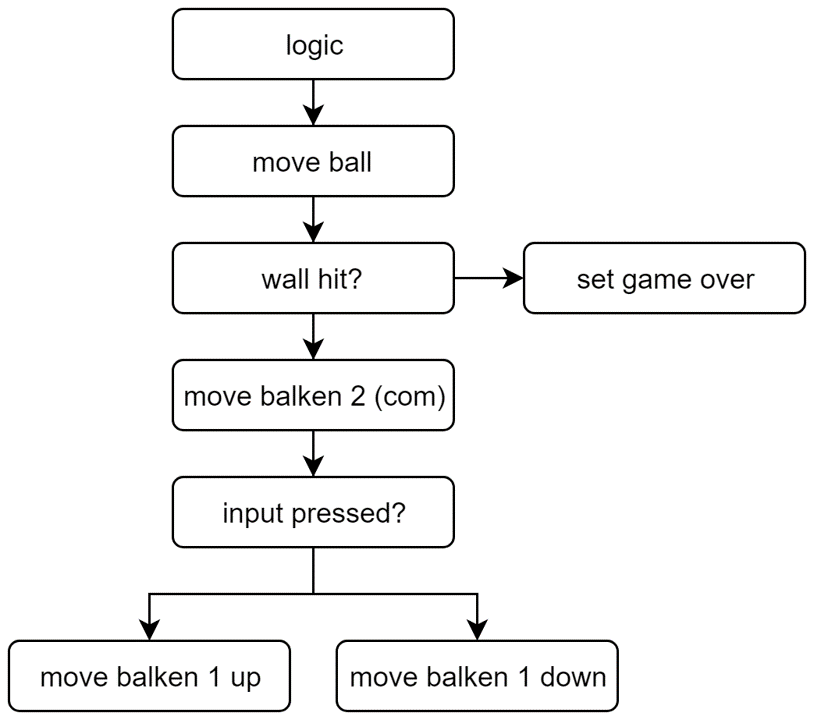 logic
move ball
wall hit?
set game over
move balken 2 (com)
input pressed?
move balken 1 up
move balken 1 down